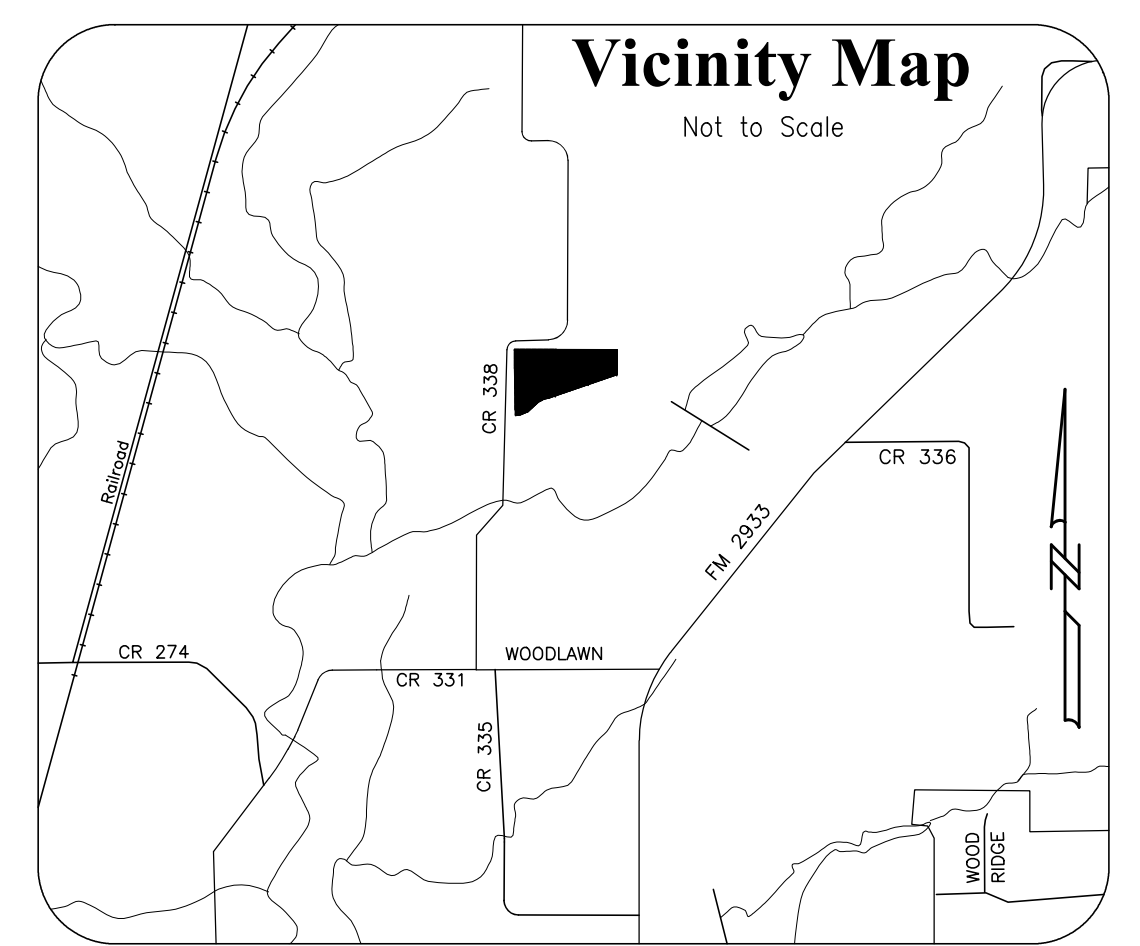 Vicinity Map
Not to Scale
CR 338
Railroad
CR 336
FM 2933
N
CR 274
WOODLAWN
CR 331
CR 335
WOOD
RIDGE